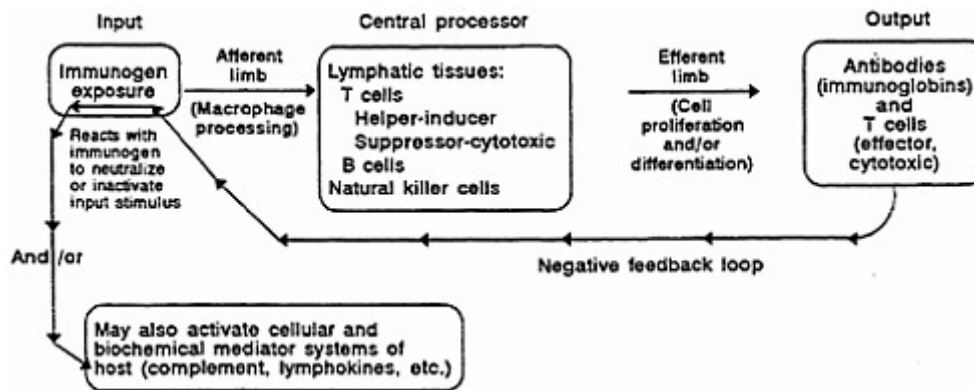 Input
Central processor
Output
Immunogen
exposure
Afferent
limb
(Macrophage
processing)
Lymphatic tissues:
T cells
Helper-inducer
Suppressor-cytotoxic
B cells
Natural killer cells
Efferent
limb
(Cell
proliferation
and/or
differentiation)
Antibodies
(immunoglobins)
and
T cells
(effector,
cytotoxic)
Reacts with
immunogen
to neutralize
or inactivate
input stimulus
And /or
Negative feedback loop
May also activate cellular and
biochemical mediator systems of
host (complement, lymphokines, etc.)